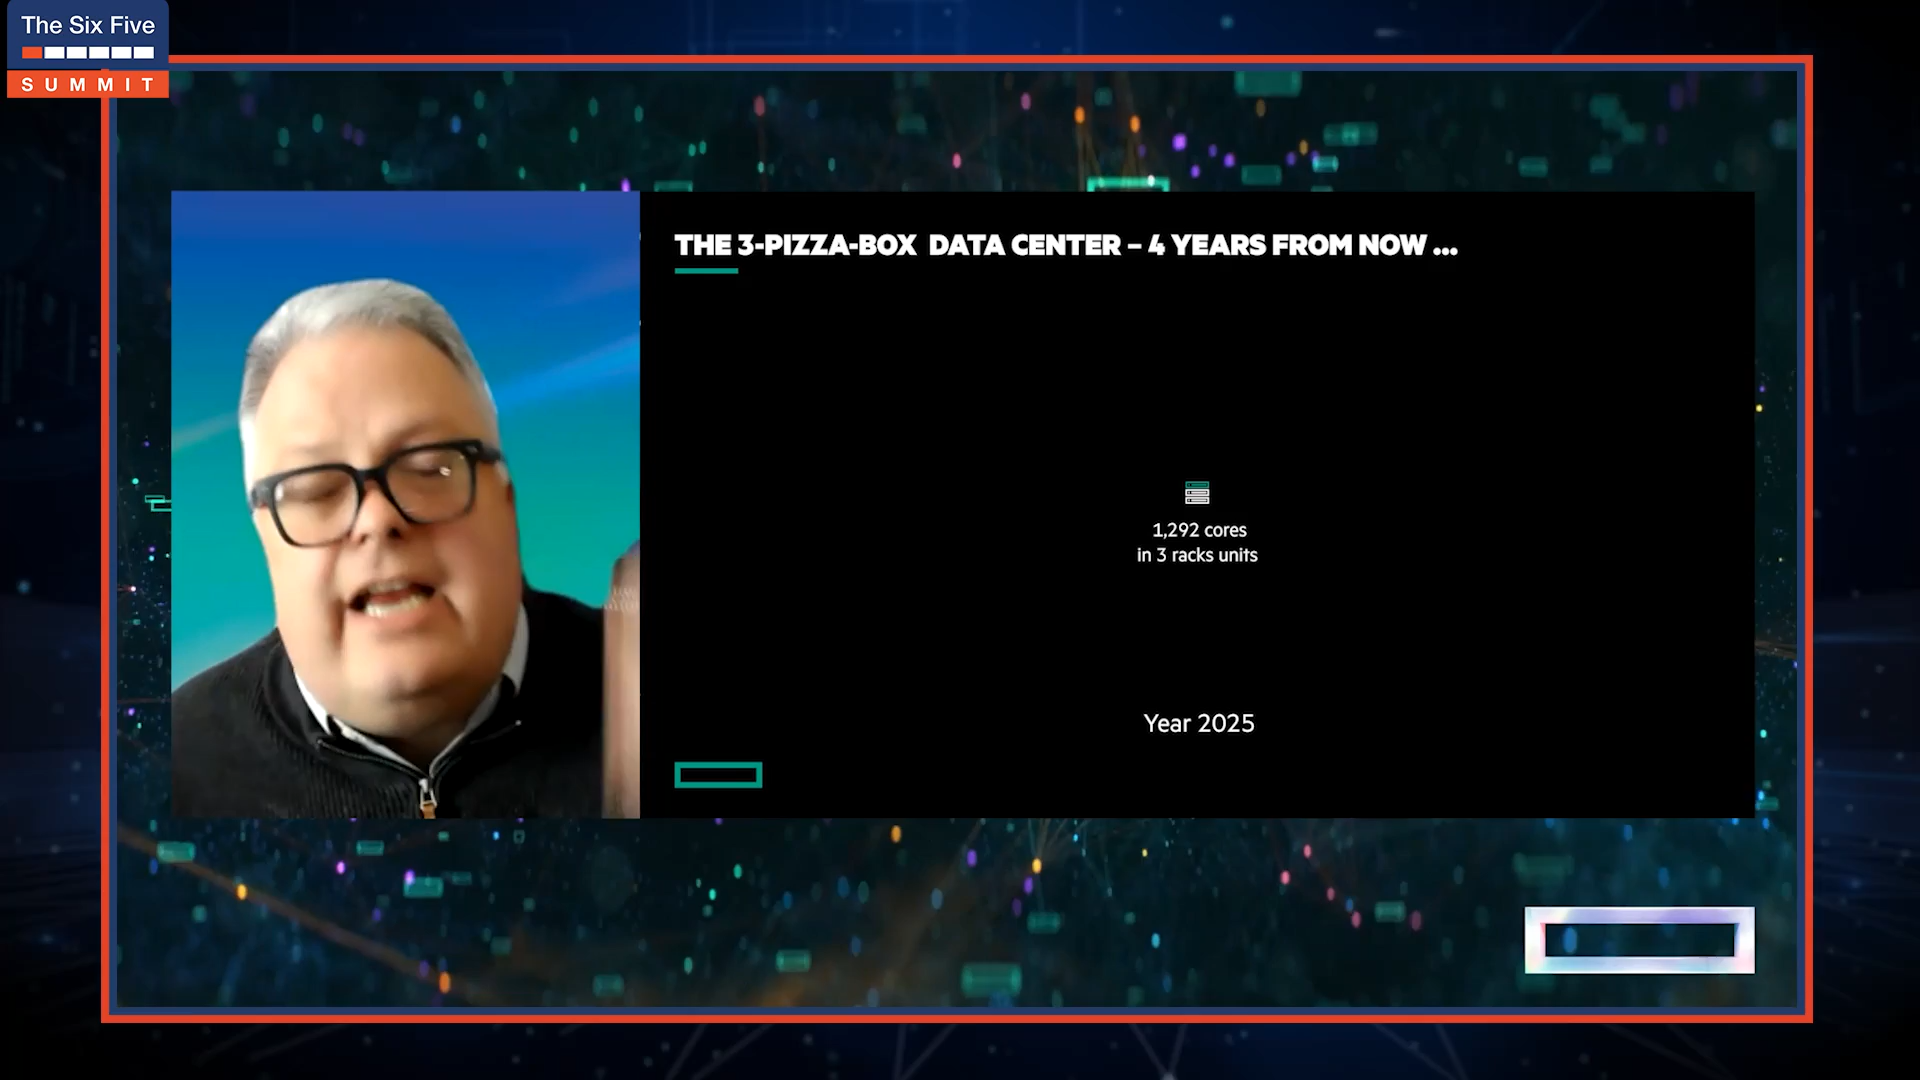 The Six Five
SUMMIT
THE 3-PIZZA-BOX DATA CENTER – 4 YEARS FROM NOW ...
1,292 cores
in 3 racks units
Year 2025